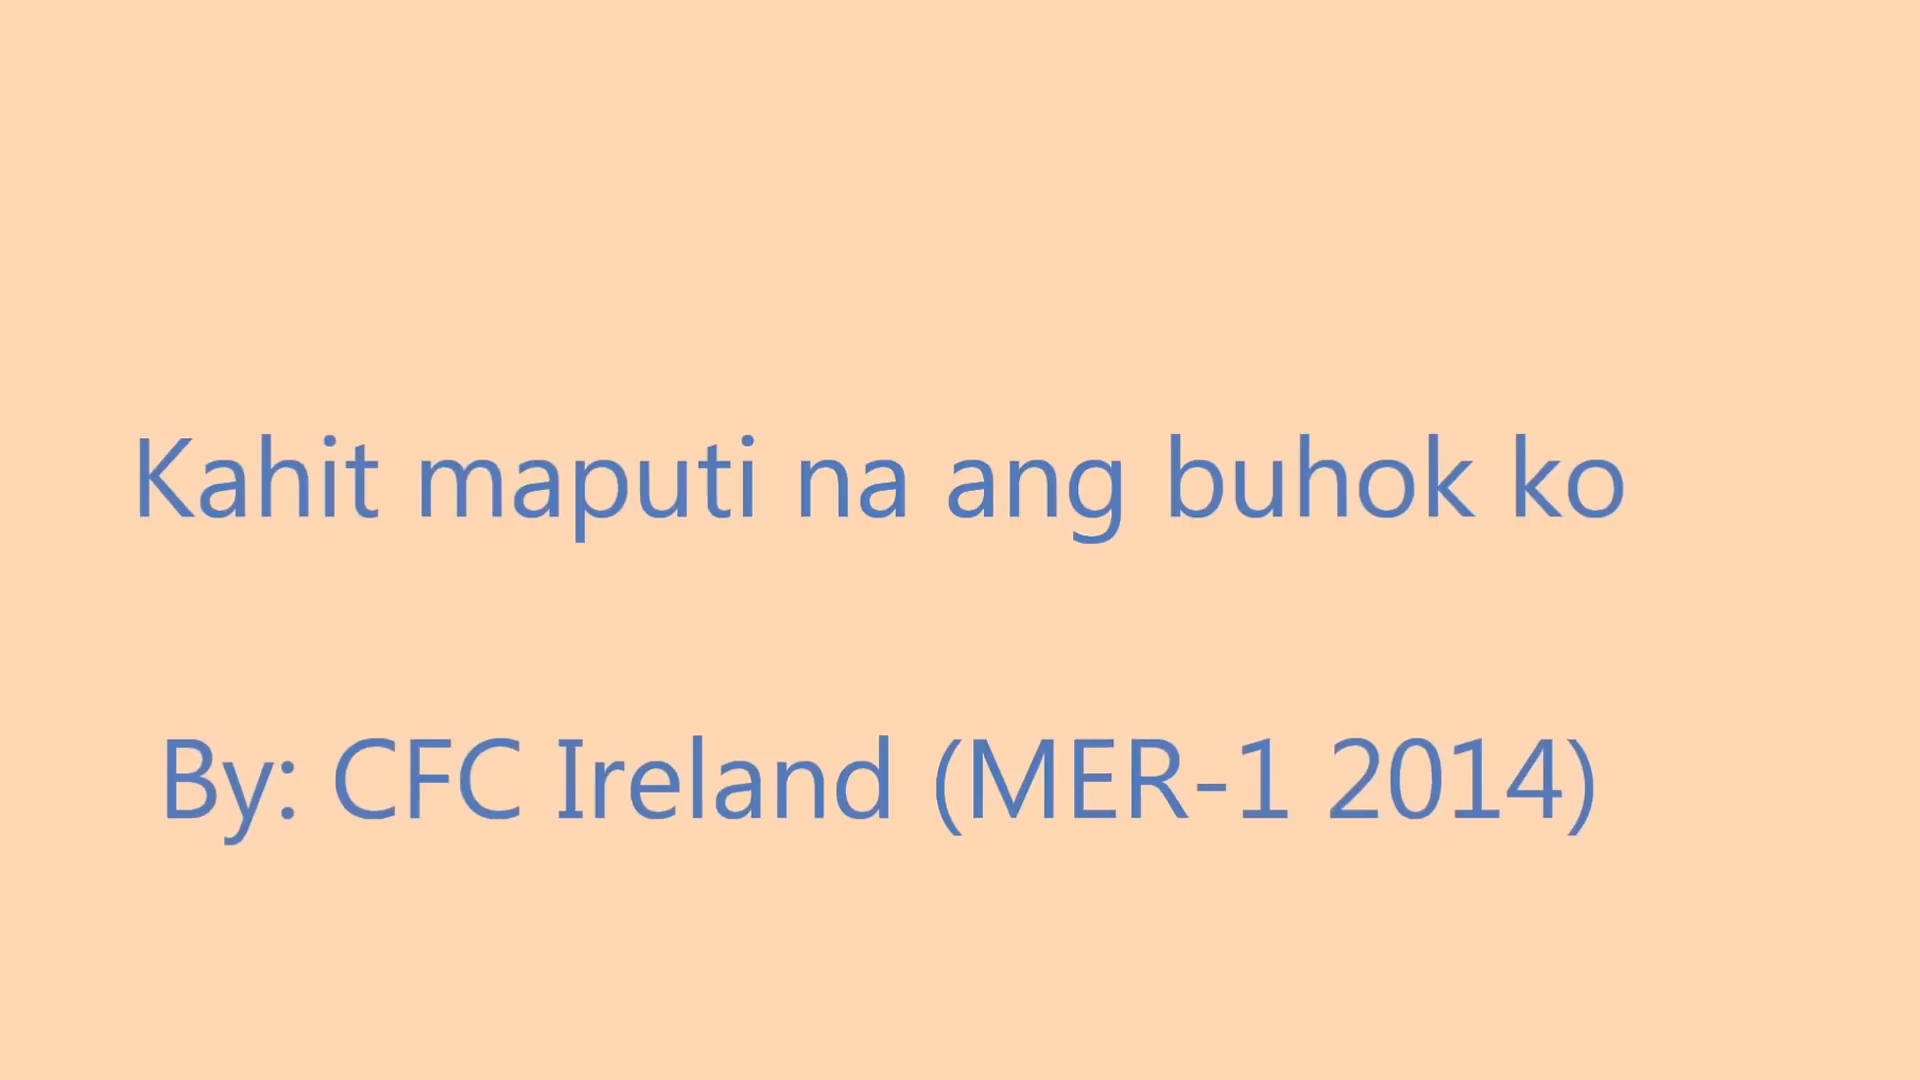 Kahit maputi na ang buhok ko
By: CFC Ireland (MER-1 2014)